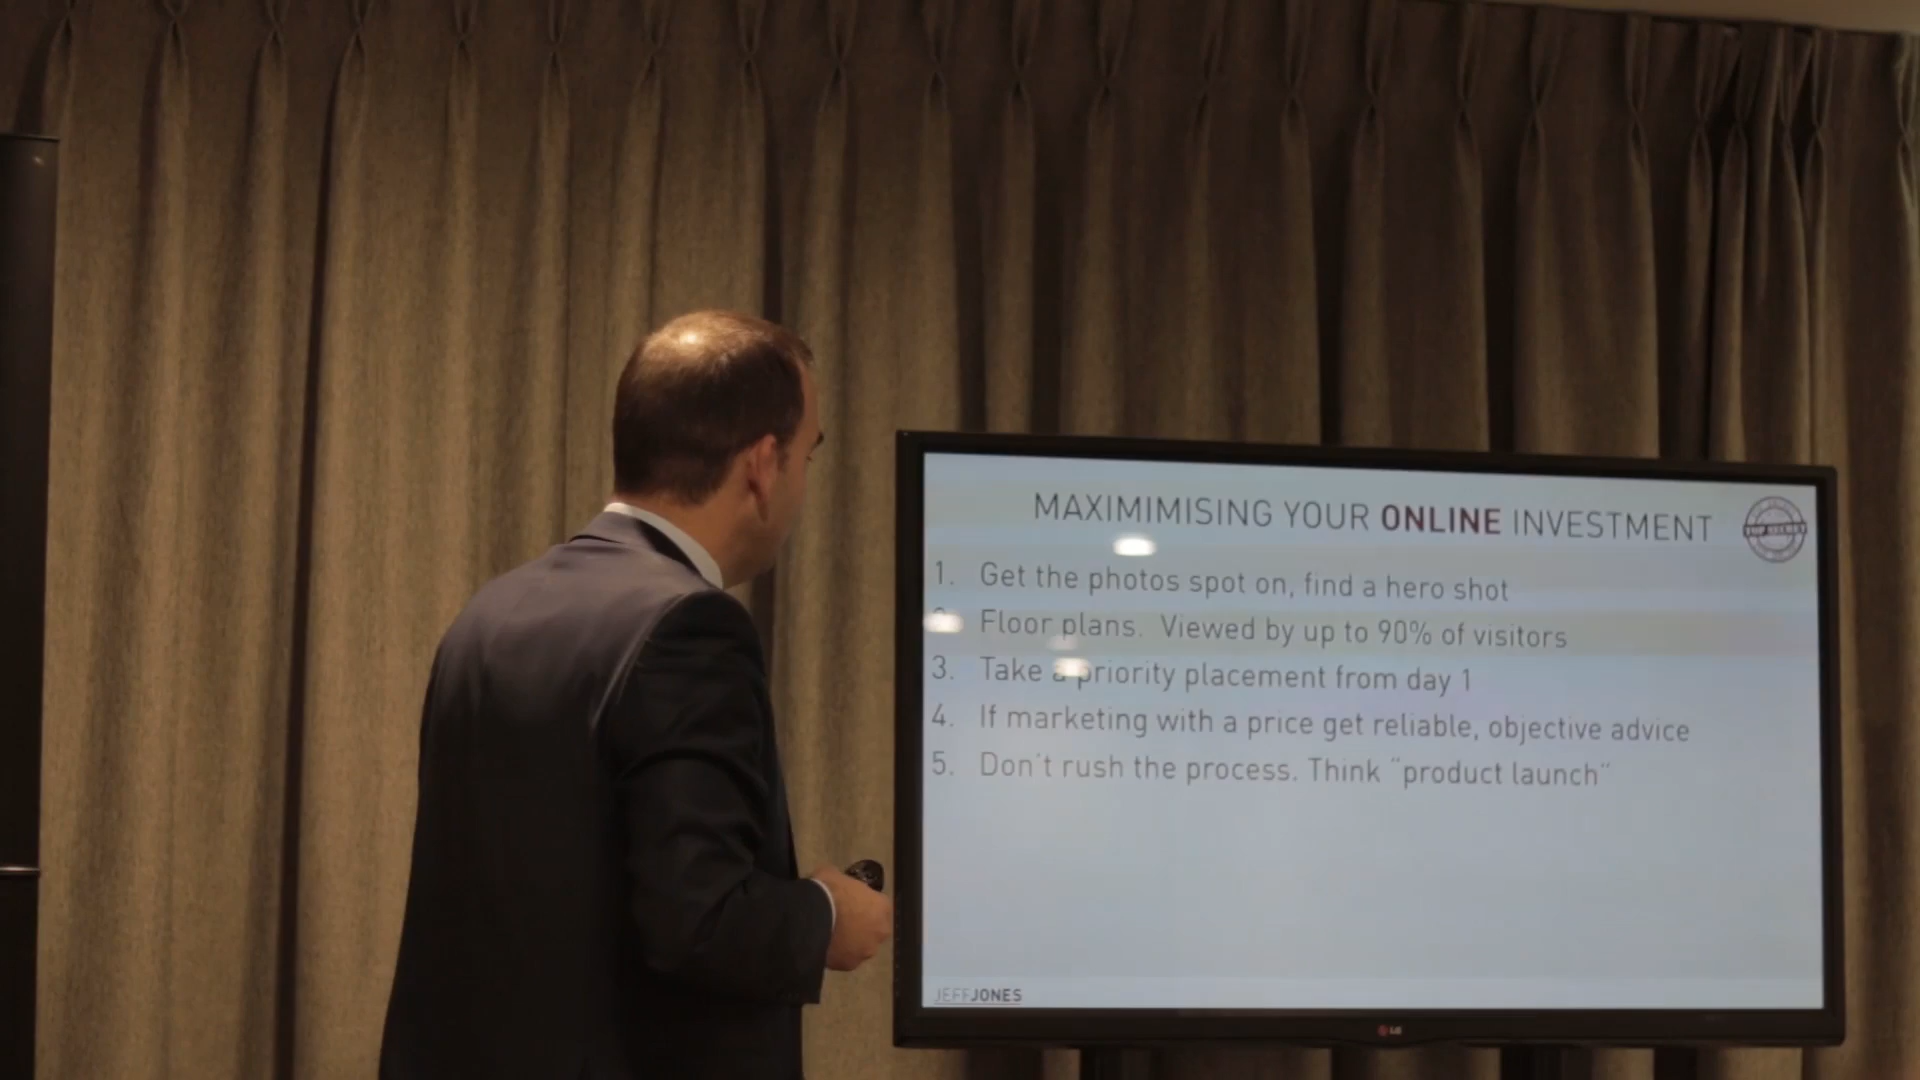 MAXIMIMISING YOUR ONLINE INVESTMENT
1. Get the photos spot on, find a hero shot
Floor plans. Viewed by up to 90% of visitors
3. Take a priority placement from day 1
4. If marketing with a price get reliable, objective advice
5. Don't rush the process. Think "product launch"
JEFFJONES
LG